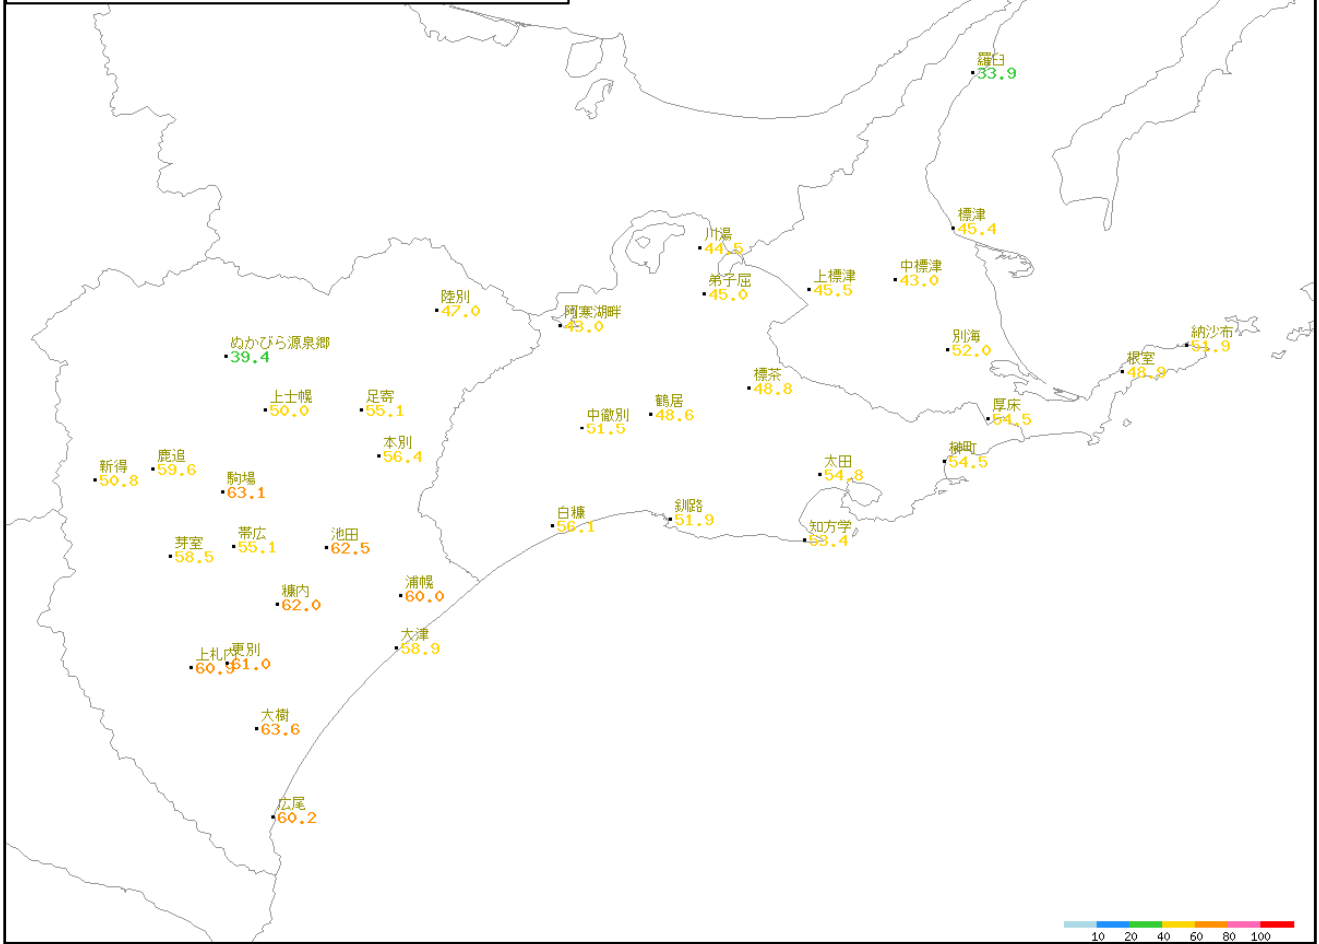 羅臼
33.9
標津
45.4
川湯
44.5
中標津
43.0
上標津
45.5
弟子屈
45.0
陸別
47.0
阿寒湖畔
43.0
納沙布
51.9
ぬかびら源泉郷
39.4
別海
52.0
根室
48.9
標茶
48.8
上士幌
50.0
足寄
55.1
鶴居
48.6
厚床
54.5
中徹別
51.5
本別
56.4
榊町
54.5
鹿追
59.6
太田
54.8
新得
50.8
駒場
63.1
釧路
51.9
白糠
56.1
知方学
53.4
帯広
55.1
池田
62.5
芽室
58.5
浦幌
60.0
糠内
62.0
大津
58.9
更別
61.0
上札内
60.9
大樹
63.6
広尾
60.2
10 20 40 60 80 100